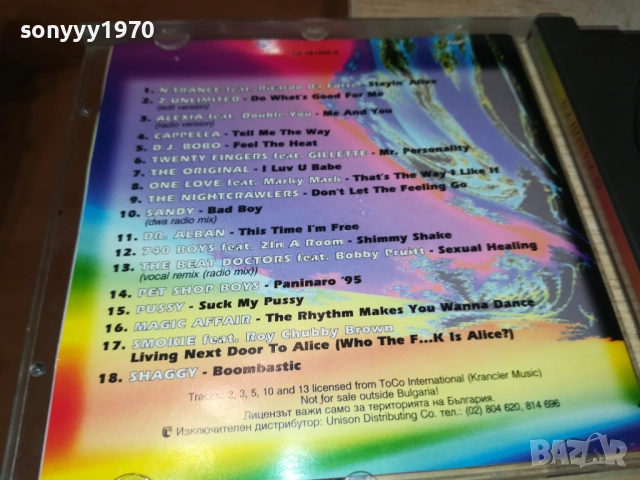 sonyyy1970
1. N TRANCE feat. Ricardo Da Force - Stayin' Alive
2. 2 UNLIMITED - Do What's Good For Me
(edit version)
3. ALEXIA feat. Double You - Me And You
(radio version)
4. CAPPELLA - Tell Me The Way
5. D.J. BOBO - Feel The Heat
6. TWENTY FINGERS feat. GILLETTE - Mr. Personality
7. THE ORIGINAL - I Luv U Babe
8. ONE LOVE feat. Marky Mark - That's The Way I Like It
9. THE NIGHTCRAWLERS - Don't Let The Feeling Go
10. SANDY - Bad Boy
(dwa radio mix)
11. DR. ALBAN - This Time I'm Free
12. 740 BOYS feat. 2In A Room - Shimmy Shake
13. THE BEAT DOCTORS feat. Bobby Pruitt - Sexual Healing
(vocal remix (radio mix))
14. PET SHOP BOYS - Paninaro '95
15. PUSSY - Suck My Pussy
16. MAGIC AFFAIR - The Rhythm Makes You Wanna Dance
17. SMOKIE feat. Roy Chubby Brown
Living Next Door To Alice (Who The F...K Is Alice?)
18. SHAGGY - Boombastic
Tracks 2, 3, 5, 10 and 13 licensed from ToCo International (Krancier Music)
Not for sale outside Bulgaria!
Лицензът важи само за територията на България.
Изключителен дистрибутор: Unison Distributing Co. тел.: (02) 804 620, 814 696
BAZAR